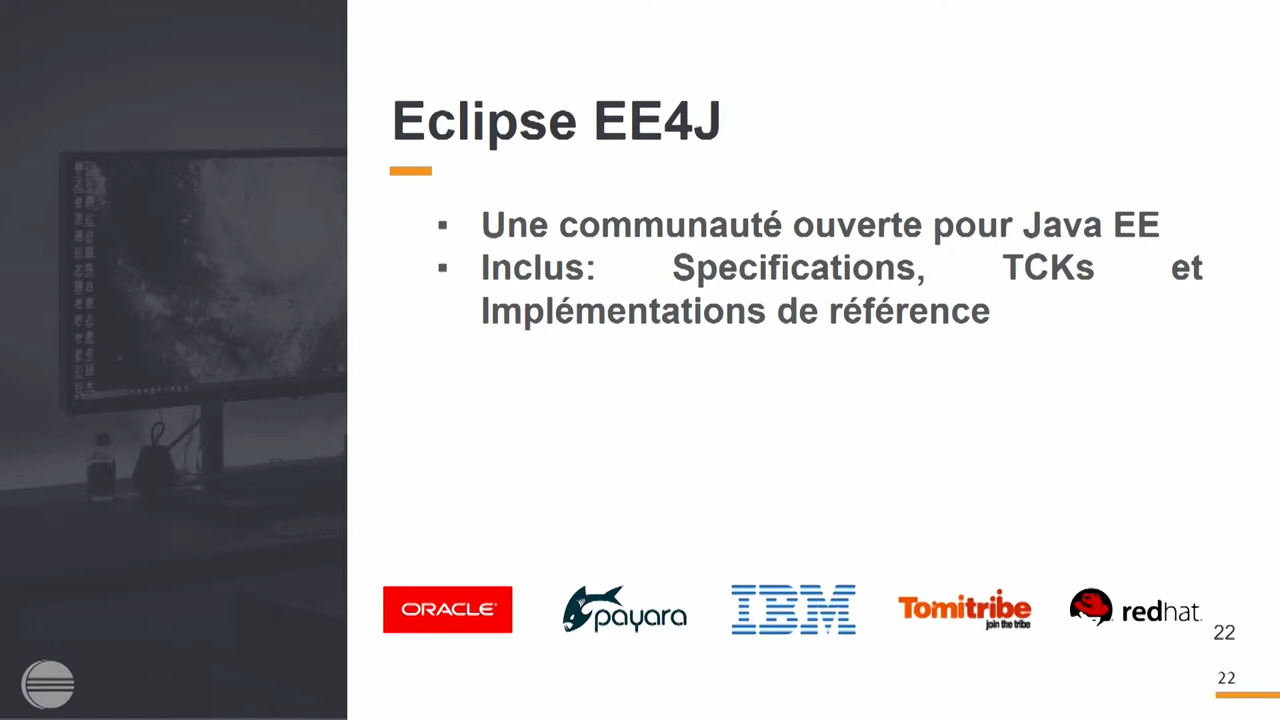 Eclipse EE4J
▪ Une communauté ouverte pour Java EE
▪ Inclus: Specifications, TCKs et
Implémentations de référence
ORACLE
payara
IBM
Tomitribe
join the tribe
redhat.
22
22